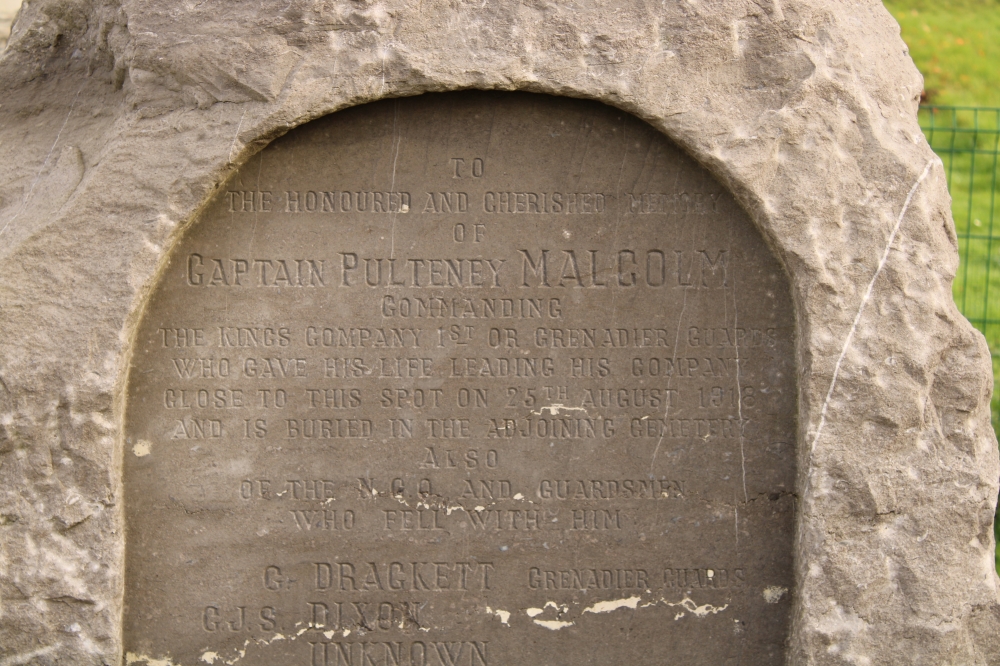 TO
THE HONOURED AND CHERISHED MEMORY
OF
CAPTAIN PULTENEY MALCOLM
COMMANDING
THE KINGS COMPANY 1ST OR GRENADIER GUARDS
WHO GAVE HIS LIFE LEADING HIS COMPANY
CLOSE TO THIS SPOT ON 25TH AUGUST 1918
AND IS BURIED IN THE ADJOINING CEMETERY
ALSO
OF THE N.C.O. AND GUARDSMEN
WHO FELL WITH HIM
G. DRACKETT GRENADIER GUARDS
G.J.S. DIXON
UNKNOWN